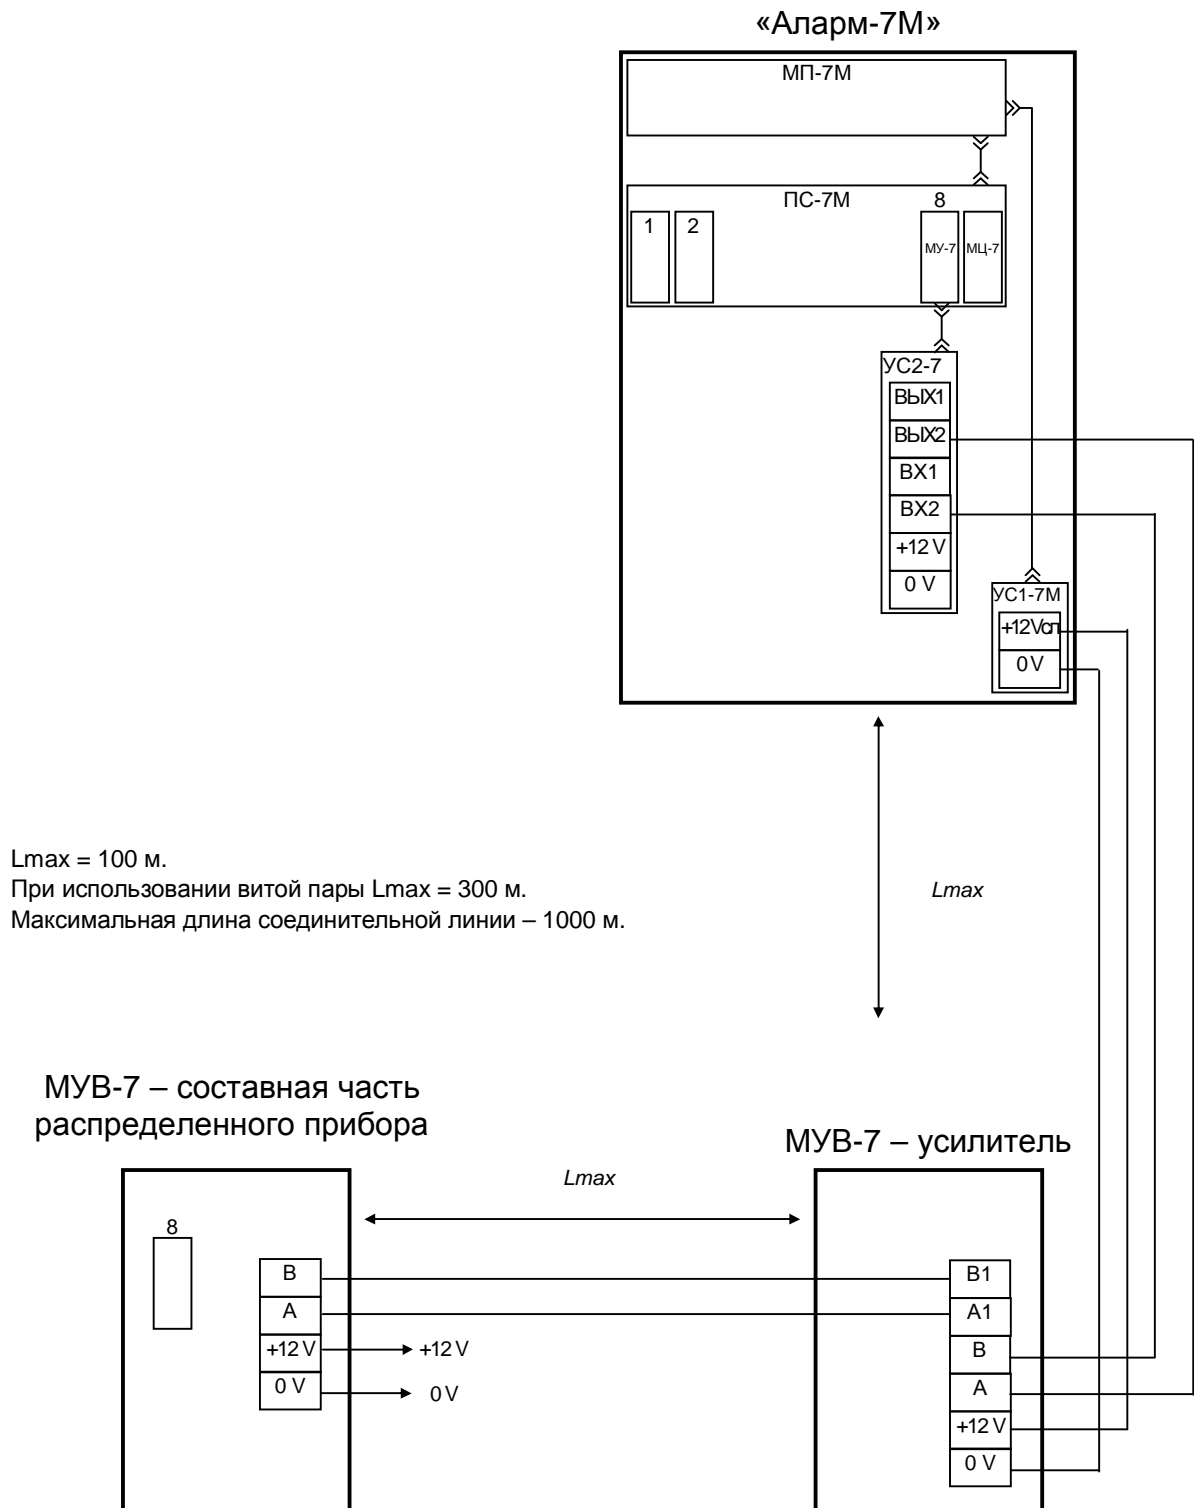 «Аларм-7М»
МП-7М
ПС-7М
8
1
2
МУ-7
МЦ-7
УС2-7
ВЫХ1
ВЫХ2
ВХ1
ВХ2
+12 V
0 V
УС1-7М
+12Vсп
0 V
Lmax = 100 м.
При использовании витой пары Lmax = 300 м.
Максимальная длина соединительной линии – 1000 м.
Lmax
МУВ-7 – составная часть
распределенного прибора
МУВ-7 – усилитель
Lmax
8
В
А
+12 V
0 V
+12 V
0 V
В1
А1
В
А
+12 V
0 V